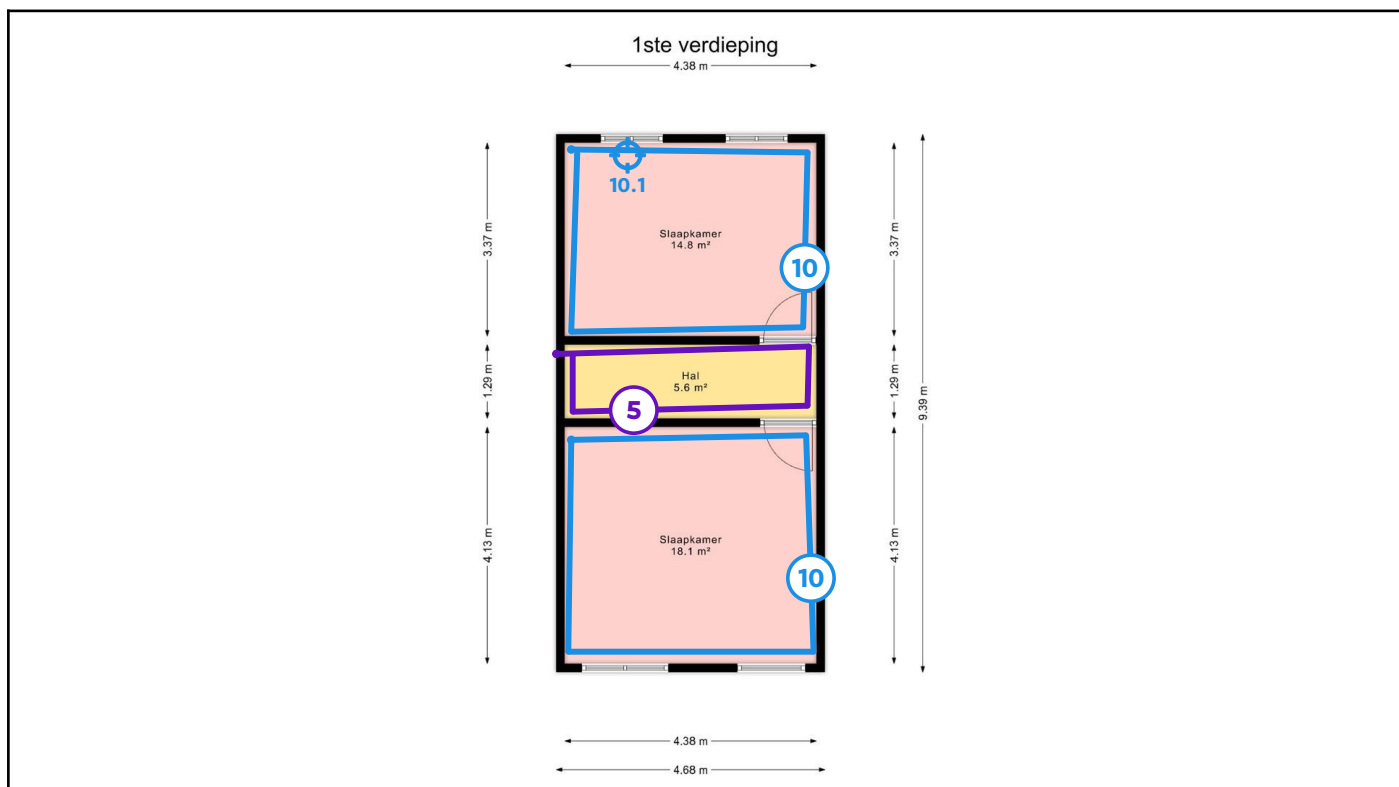 1ste verdieping
4.38 m
10.1
3.37 m
Slaapkamer
14.8 m²
3.37 m
10
1.29 m
Hal
5.6 m²
1.29 m
5
9.39 m
4.13 m
Slaapkamer
18.1 m²
4.13 m
10
4.38 m
4.68 m